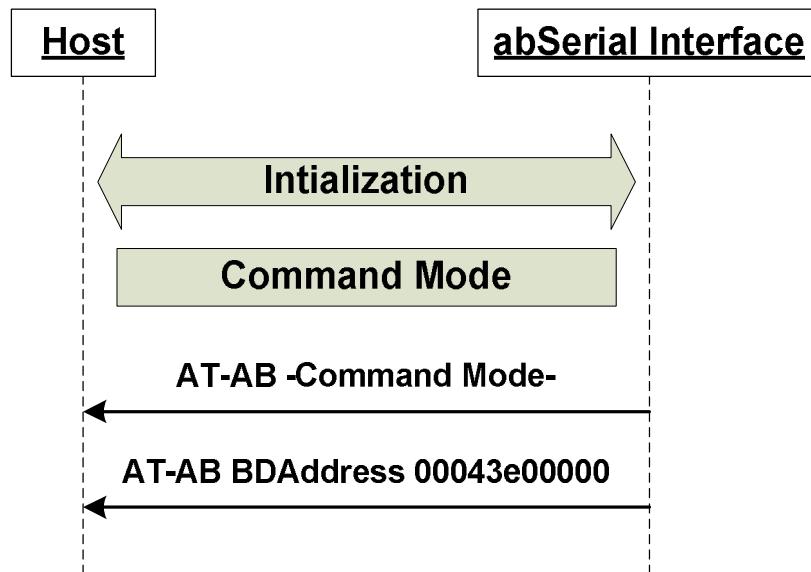 Host
abSerial Interface
Intialization
Command Mode
AT-AB -Command Mode-
AT-AB BDAddress 00043e00000